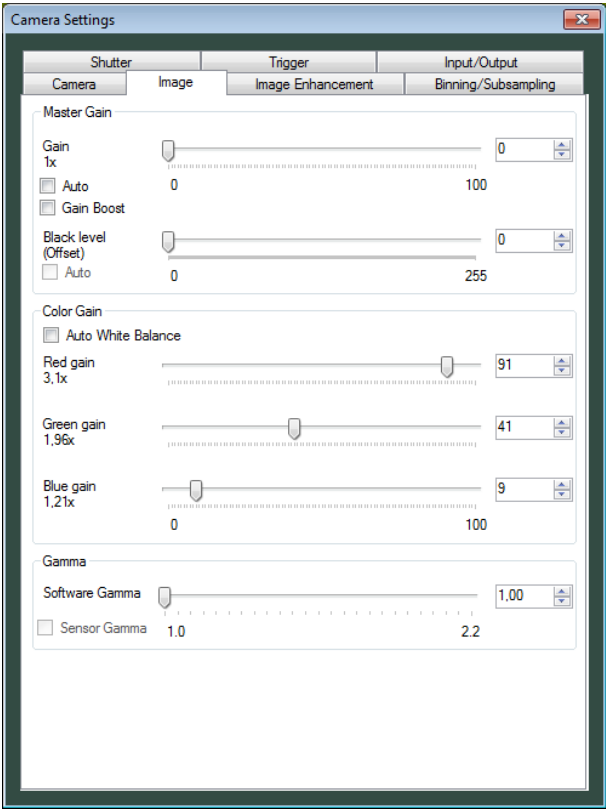 Camera Settings
Shutter Trigger Input/Output
Camera Image Image Enhancement Binning/Subsampling
Master Gain
Gain 0
1x
Auto 0 100
Gain Boost
Black level 0
(Offset)
Auto 0 255
Color Gain
Auto White Balance
Red gain 91
3,1x
Green gain 41
1,96x
Blue gain 9
1,21x
0 100
Gamma
Software Gamma 1,00
Sensor Gamma 1.0 2.2